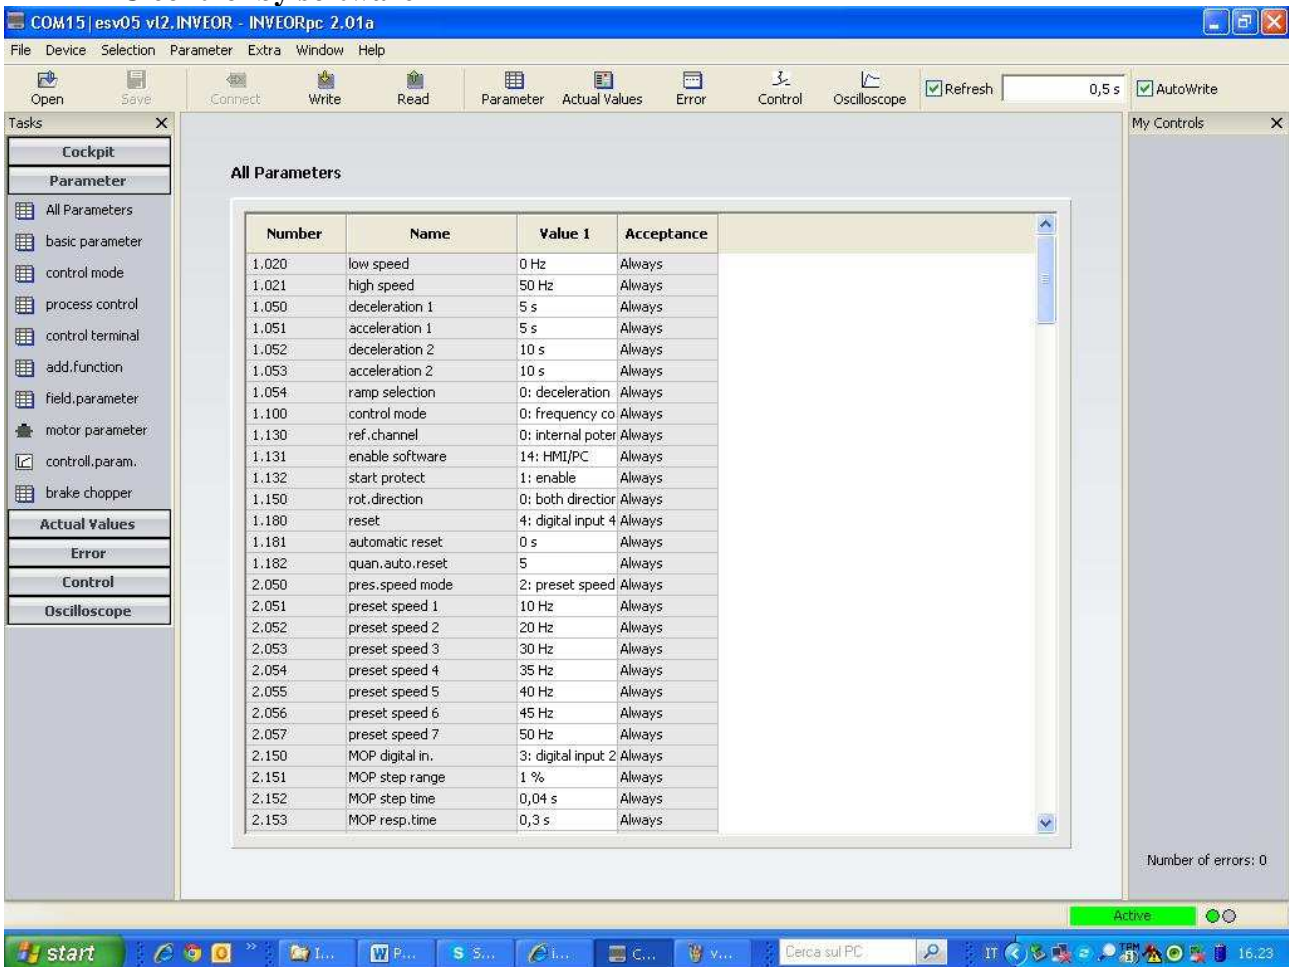 COM15|esv05 vl2.INVEOR - INVEORpc 2.01a
File Device Selection Parameter Extra Window Help
Open Save Connect Write Read Parameter Actual Values Error Control Oscilloscope Refresh 0,5 s AutoWrite
Tasks
My Controls
Cockpit
Parameter
All Parameters
basic parameter
control mode
process control
control terminal
add.function
field.parameter
motor parameter
controll.param.
brake chopper
Actual Values
Error
Control
Oscilloscope
All Parameters
Number Name Value 1 Acceptance
1.020 low speed 0 Hz Always
1.021 high speed 50 Hz Always
1.050 deceleration 1 5 s Always
1.051 acceleration 1 5 s Always
1.052 deceleration 2 10 s Always
1.053 acceleration 2 10 s Always
1.054 ramp selection 0: deceleration Always
1.100 control mode 0: frequency co Always
1.130 ref.channel 0: internal poter Always
1.131 enable software 14: HMI/PC Always
1.132 start protect 1: enable Always
1.150 rot.direction 0: both direction Always
1.180 reset 4: digital input 4 Always
1.181 automatic reset 0 s Always
1.182 quan.auto.reset 5 Always
2.050 pres.speed mode 2: preset speed Always
2.051 preset speed 1 10 Hz Always
2.052 preset speed 2 20 Hz Always
2.053 preset speed 3 30 Hz Always
2.054 preset speed 4 35 Hz Always
2.055 preset speed 5 40 Hz Always
2.056 preset speed 6 45 Hz Always
2.057 preset speed 7 50 Hz Always
2.150 MOP digital in. 3: digital input 2 Always
2.151 MOP step range 1 % Always
2.152 MOP step time 0,04 s Always
2.153 MOP resp.time 0,3 s Always
Number of errors: 0
Active
start I... P... S... i... C... v... Cerca sul PC IT 16.23